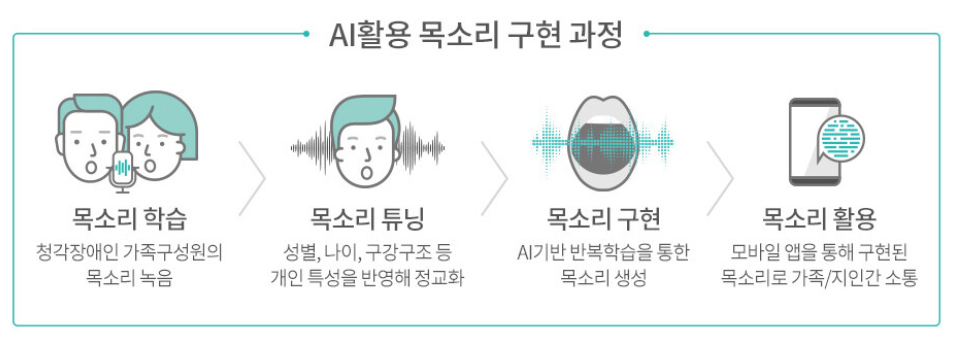 AI활용 목소리 구현 과정
목소리 학습
청각장애인 가족구성원의
목소리 녹음
목소리 튜닝
성별, 나이, 구강구조 등
개인 특성을 반영해 정교화
목소리 구현
AI기반 반복학습을 통한
목소리 생성
목소리 활용
모바일 앱을 통해 구현된
목소리로 가족/지인간 소통